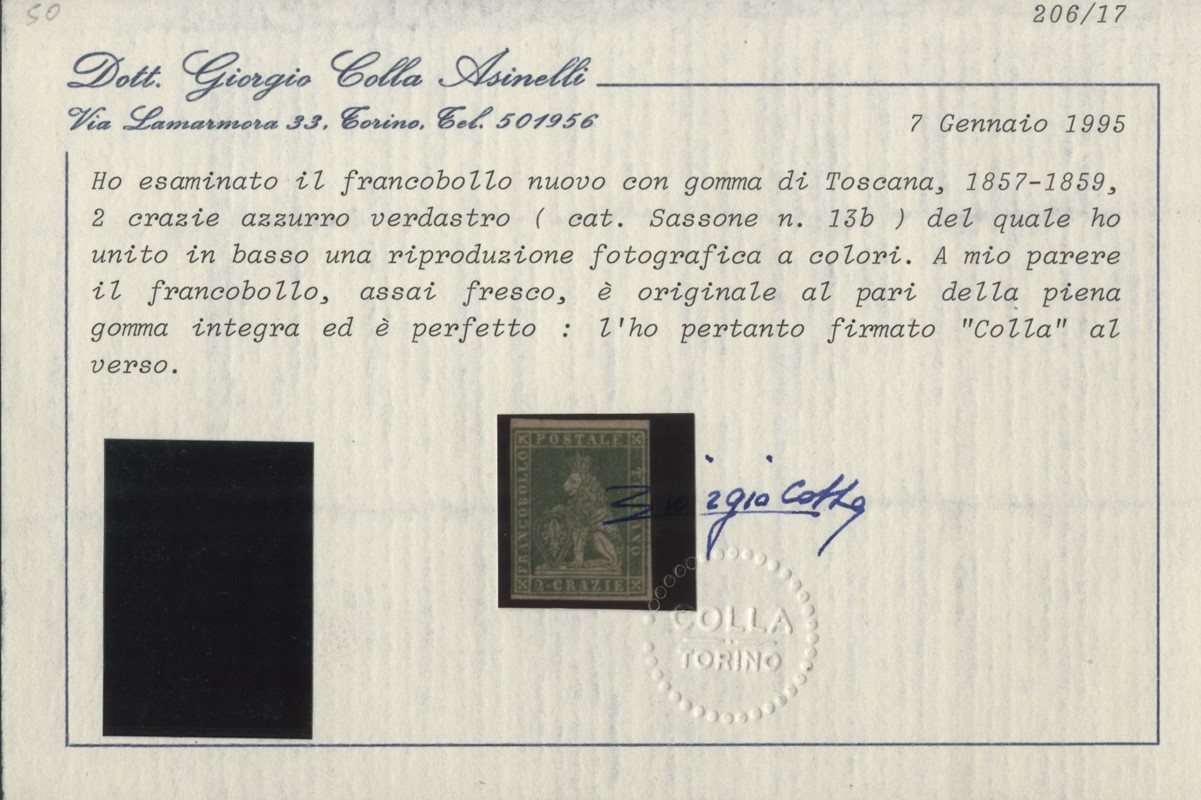 50
206/17
Dott. Giorgio Colla Asinelli
Via Lamarmora 33, Torino, Tel. 501956
7 Gennaio 1995
Ho esaminato il francobollo nuovo con gomma di Toscana, 1857-1859,
2 crazie azzurro verdastro ( cat. Sassone n. 13b ) del quale ho
unito in basso una riproduzione fotografica a colori. A mio parere
il francobollo, assai fresco, è originale al pari della piena
gomma integra ed è perfetto : l'ho pertanto firmato "Colla" al
verso.
FRANCOBOLLO
POSTALE
2 CRAZIE
Giorgio Colla
COLLA
TORINO